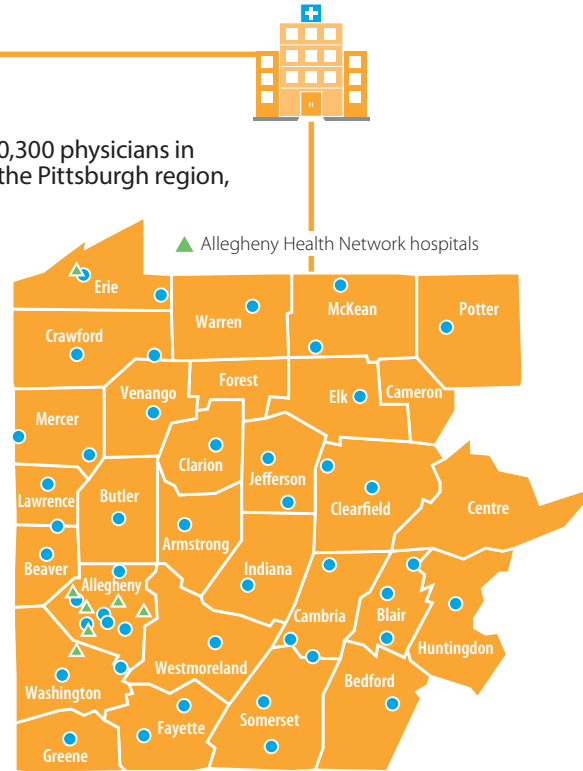 0,300 physicians in
the Pittsburgh region,
Allegheny Health Network hospitals
Erie
Warren
McKean
Potter
Crawford
Venango
Forest
Elk
Cameron
Mercer
Clarion
Jefferson
Clearfield
Centre
Lawrence
Butler
Armstrong
Indiana
Beaver
Allegheny
Cambria
Blair
Huntingdon
Westmoreland
Bedford
Washington
Fayette
Somerset
Greene